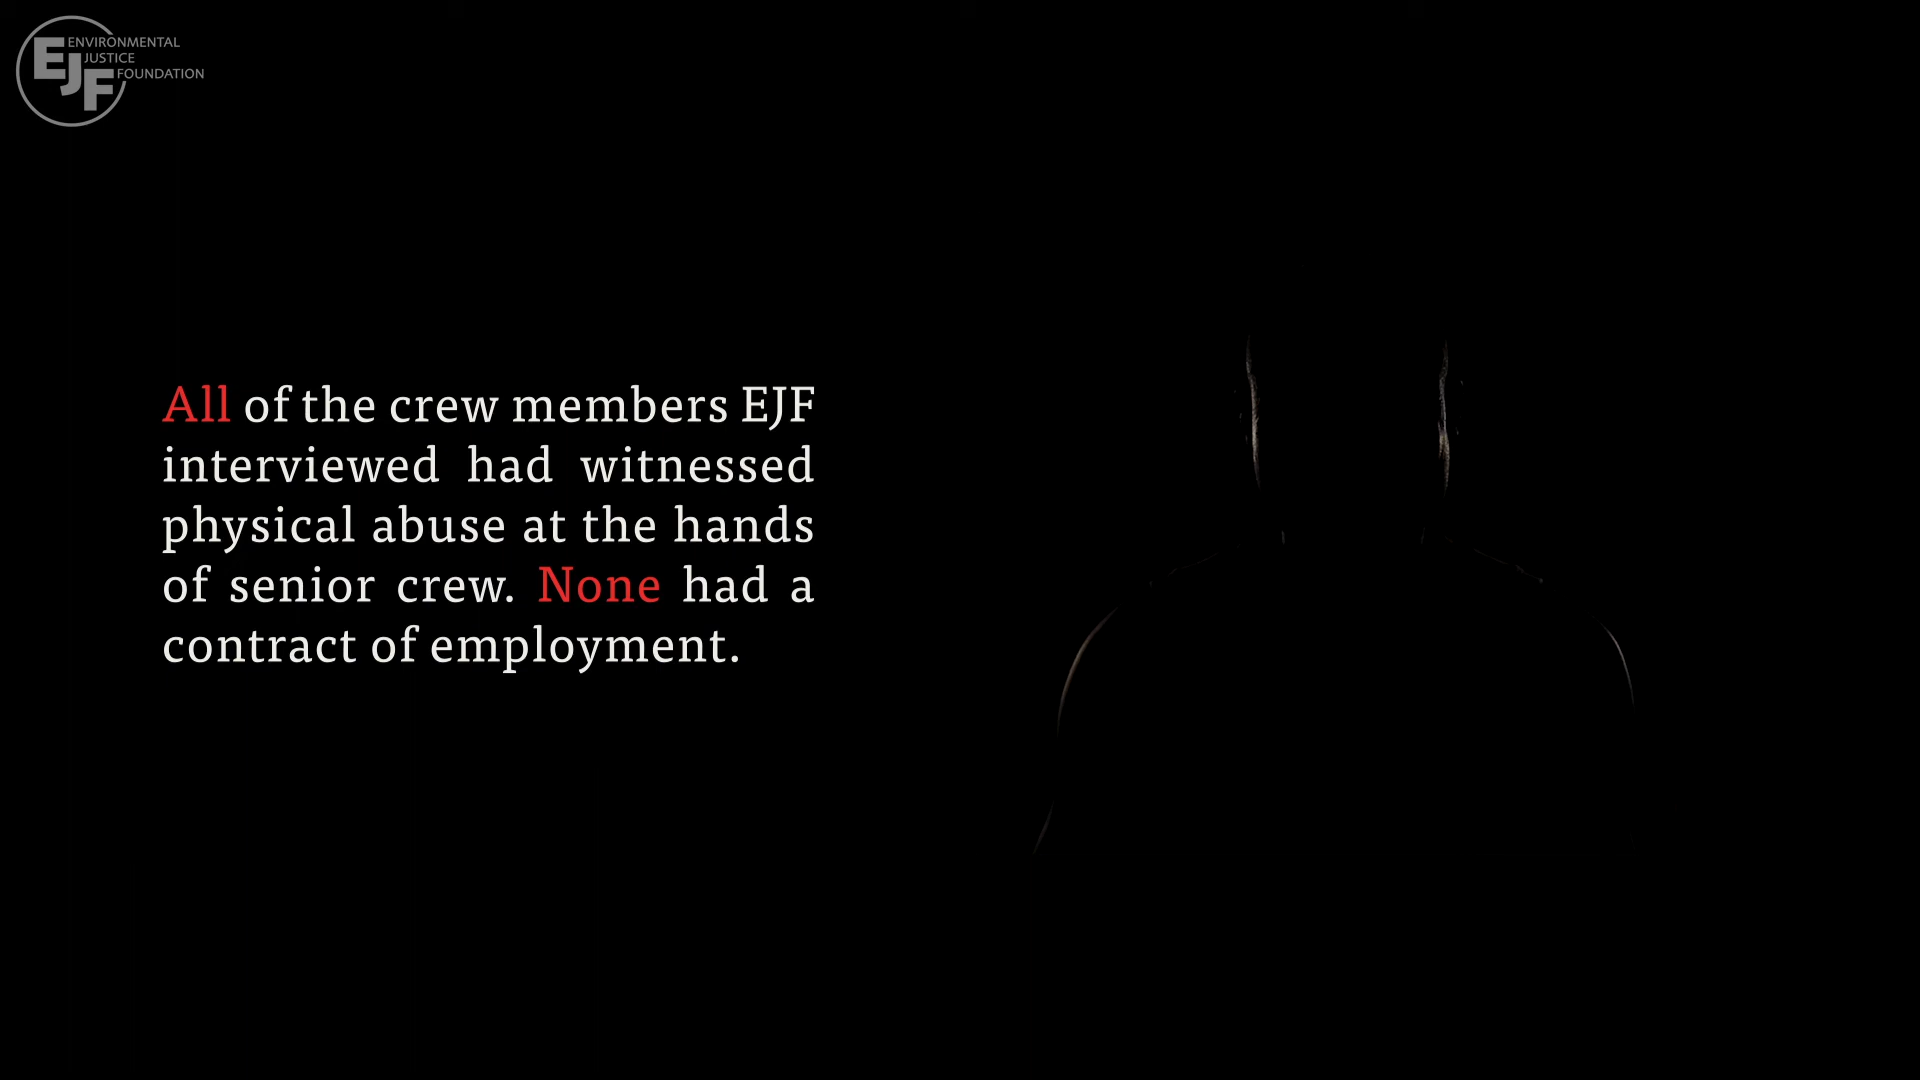 EJF
ENVIRONMENTAL
JUSTICE
FOUNDATION
All of the crew members EJF
interviewed had witnessed
physical abuse at the hands
of senior crew. None had a
contract of employment.